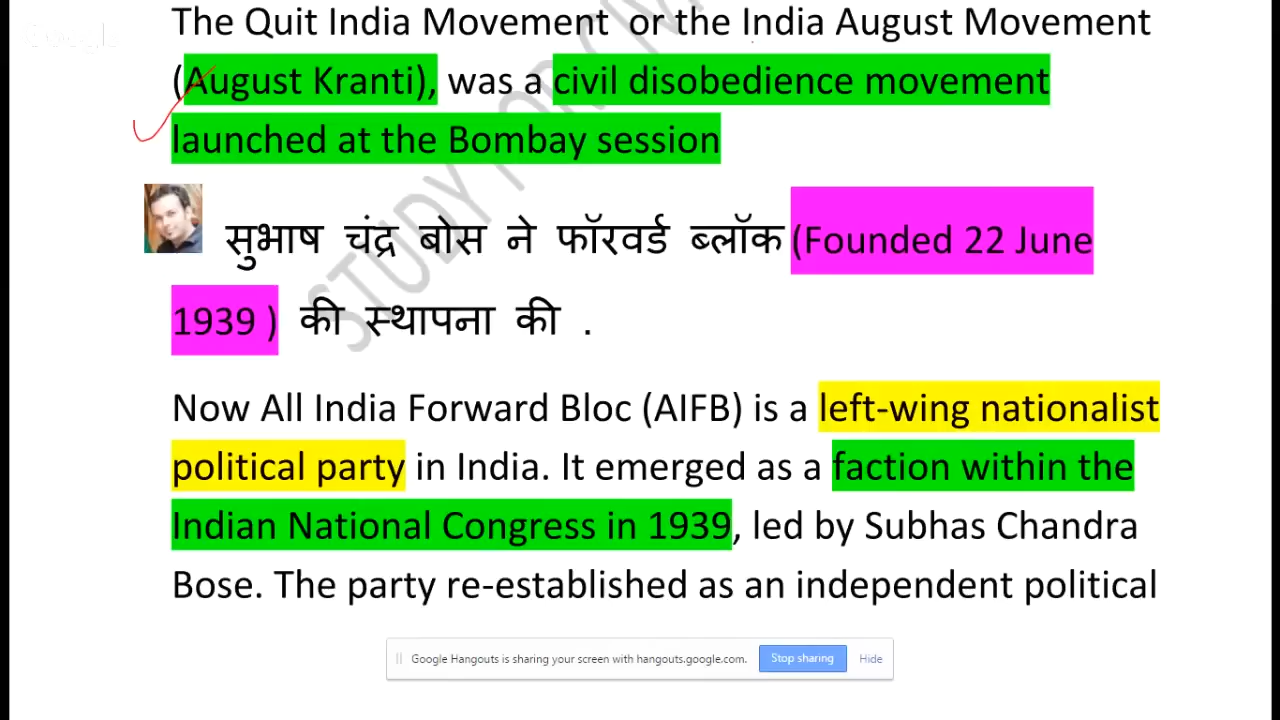 Google
The Quit India Movement or the India August Movement
(August Kranti), was a civil disobedience movement
launched at the Bombay session
सुभाष चंद्र बोस ने फॉरवर्ड ब्लॉक (Founded 22 June
1939 ) की स्थापना की .
Now All India Forward Bloc (AIFB) is a left-wing nationalist
political party in India. It emerged as a faction within the
Indian National Congress in 1939, led by Subhas Chandra
Bose. The party re-established as an independent political
STUDY FOR CIVI
Google Hangouts is sharing your screen with hangouts.google.com. Stop sharing Hide